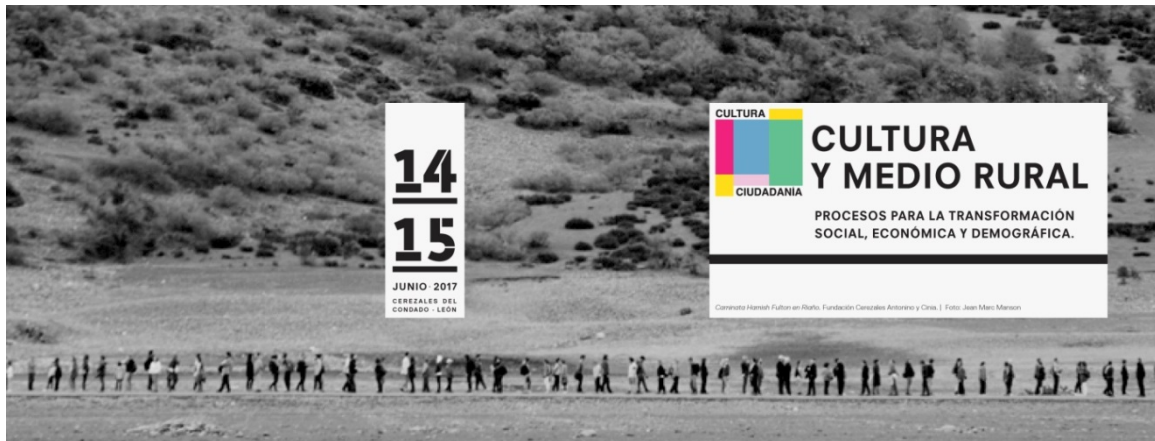 14
15
JUNIO · 2017
CEREZALES DEL
CONDADO - LEÓN
CULTURA
CIUDADANÍA
CULTURA
Y MEDIO RURAL
PROCESOS PARA LA TRANSFORMACIÓN
SOCIAL, ECONÓMICA Y DEMOGRÁFICA.
Caminata Hamish Fulton en Riaño. Fundación Cerezales Antonino y Cinia. | Foto: Jean Marc Manson